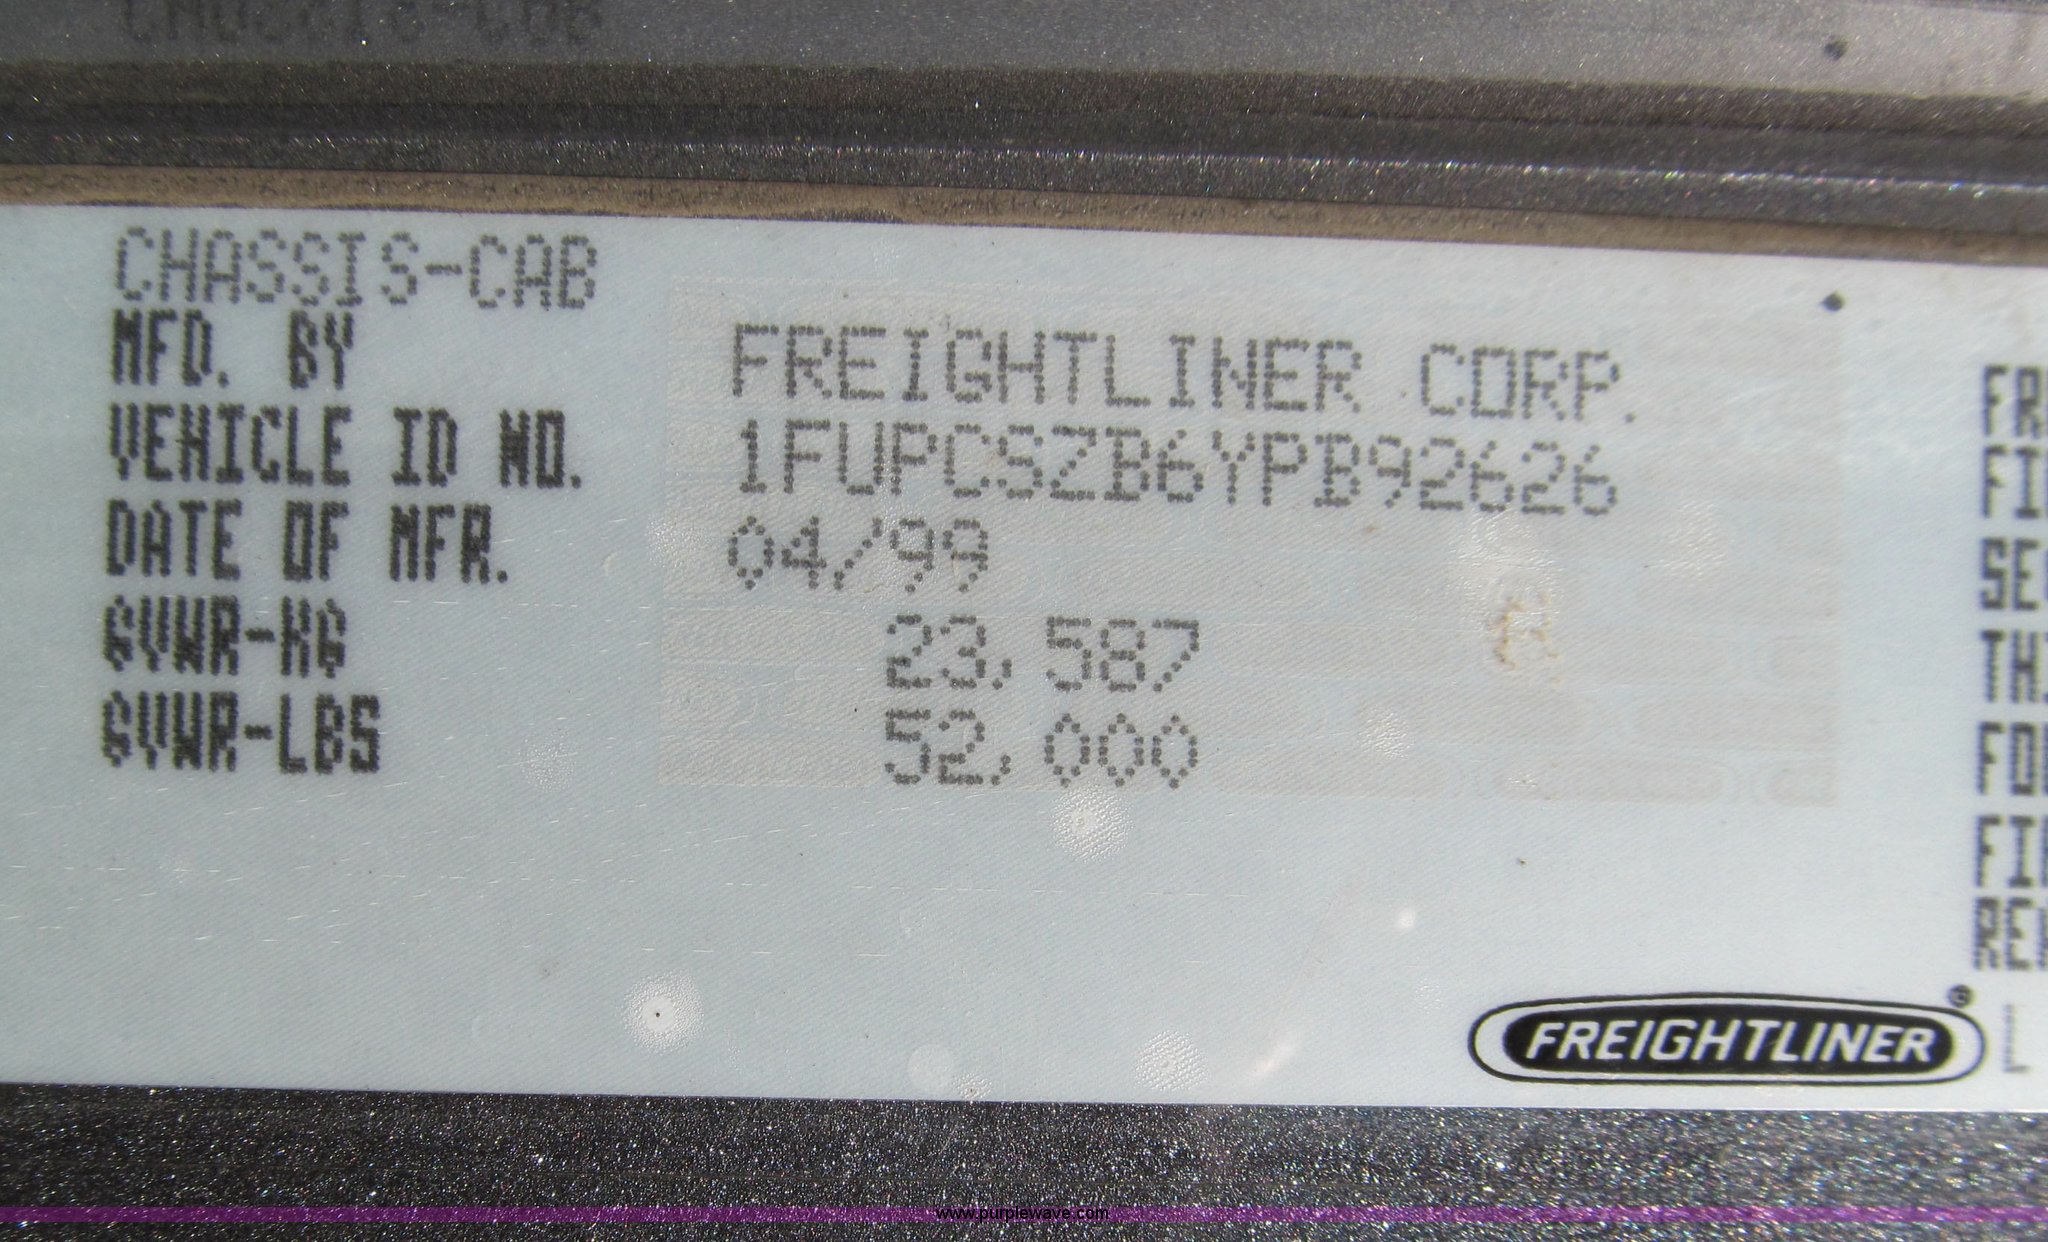 CHASSIS-CAB
MFD. BY FREIGHTLINER CORP.
VEHICLE ID NO. 1FUPCSZB6YPB92626
DATE OF MFR. 04/99
GVWR-KG 23,587
GVWR-LBS 52,000
FREIGHTLINER
www.purplewave.com